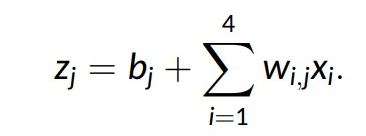 z_j = b_j + \sum_{i=1}^{4} w_{i,j} x_i.